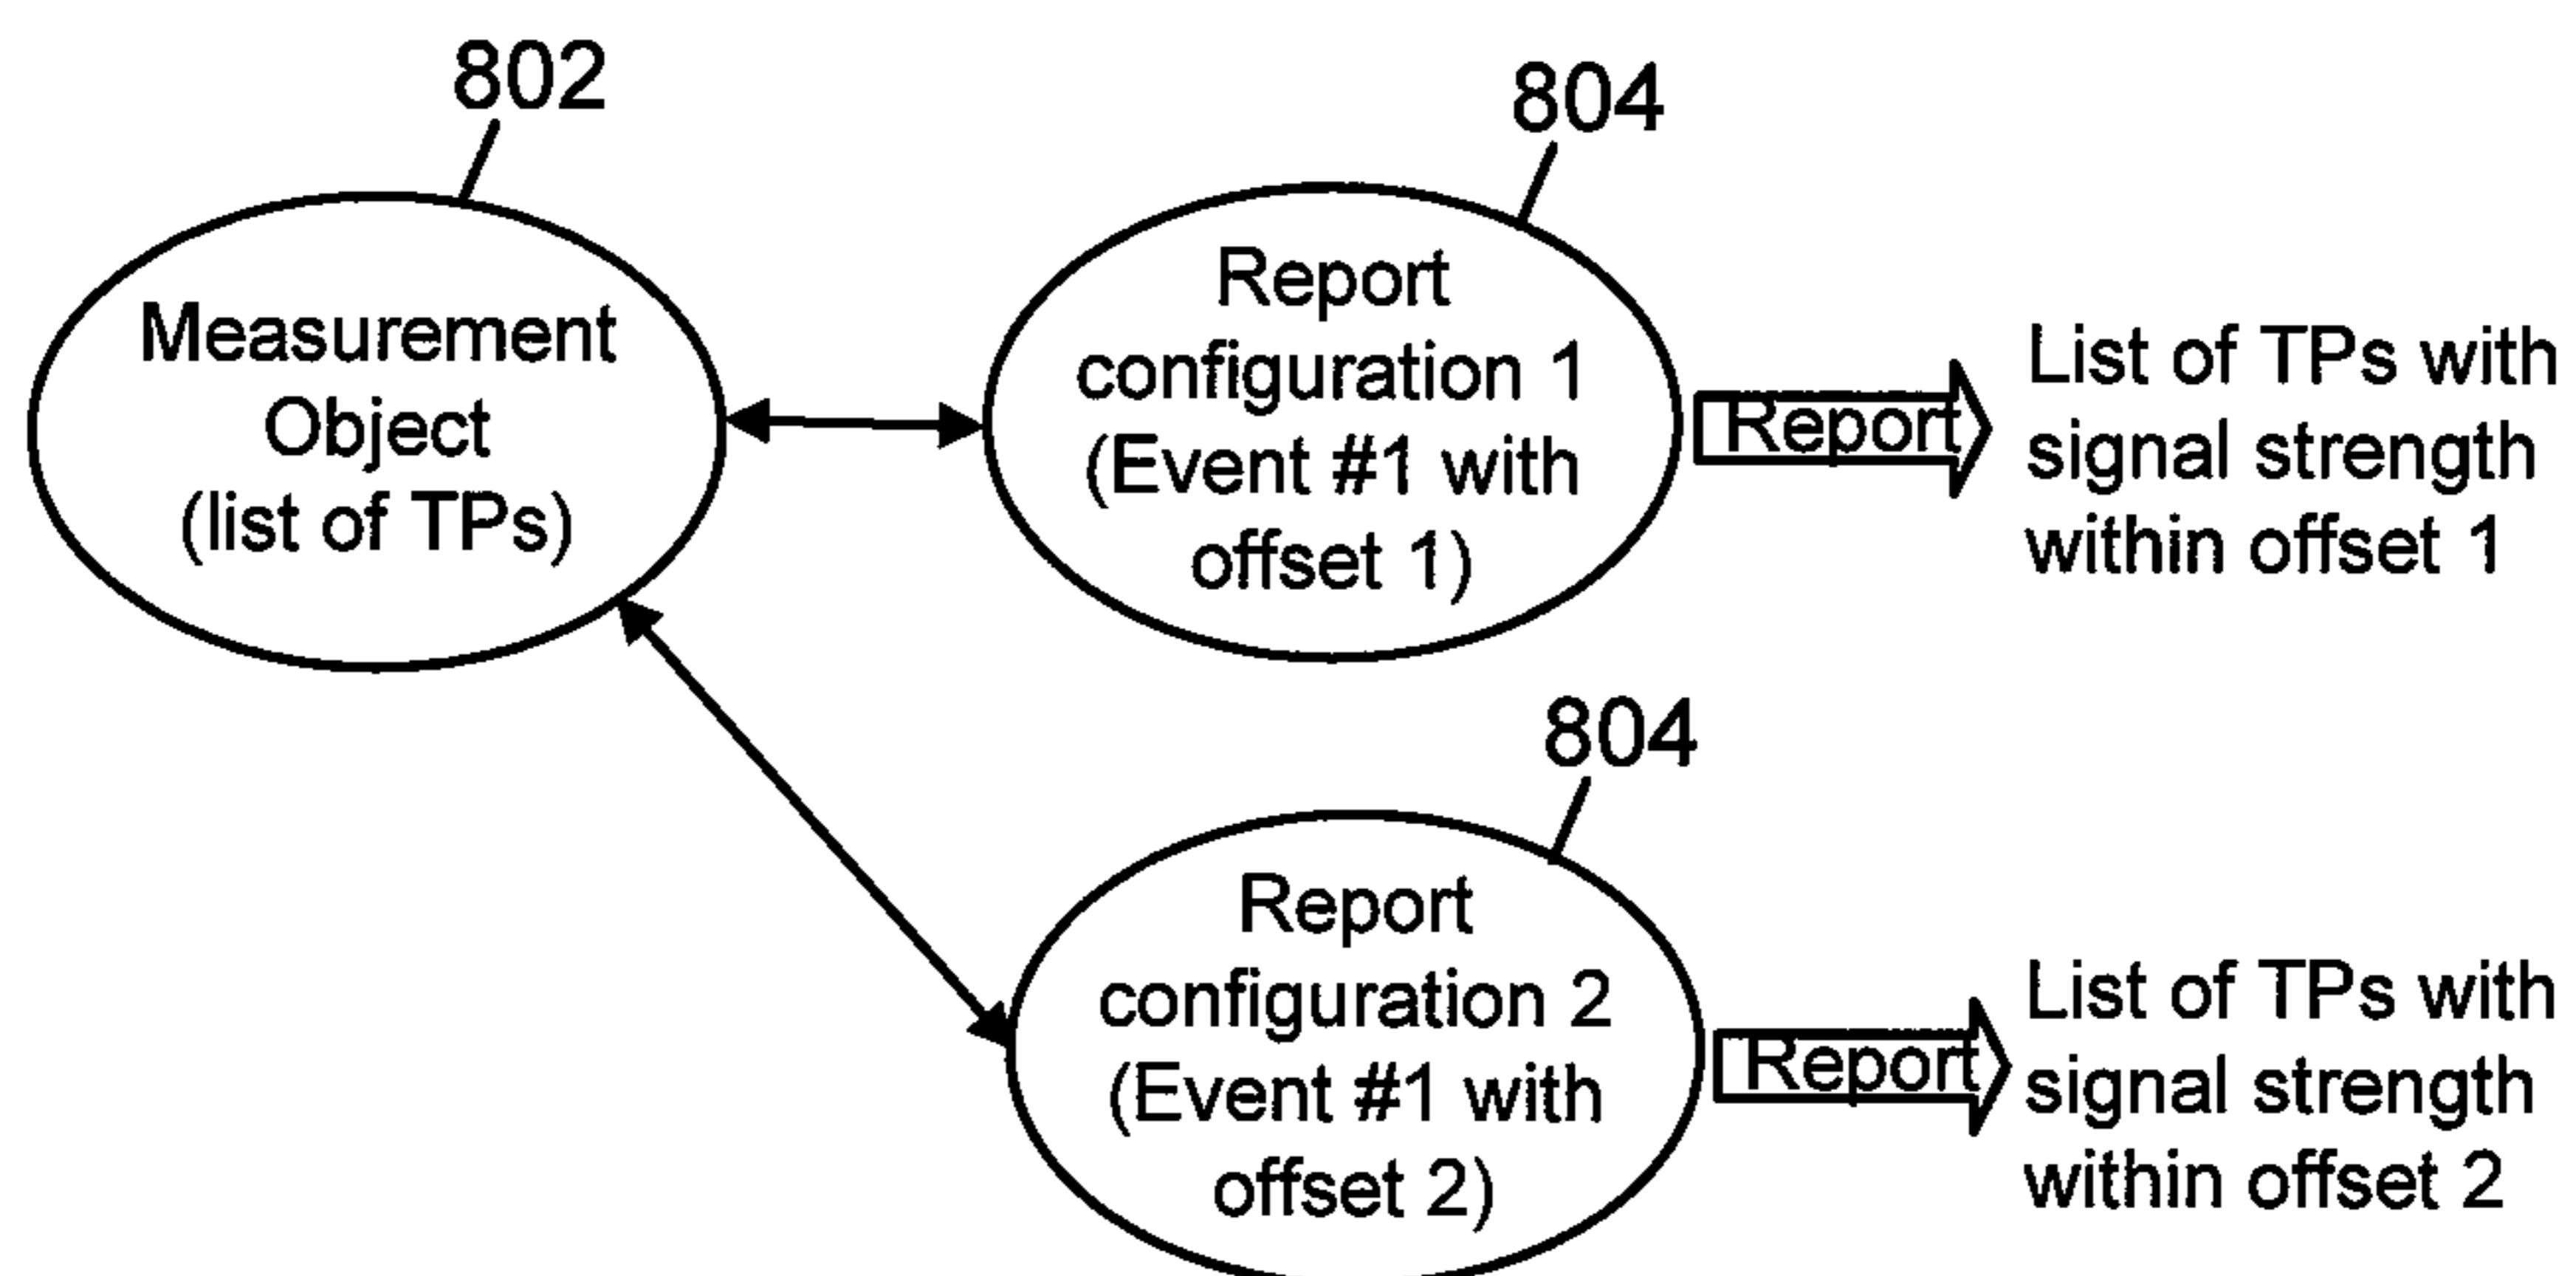 802
Measurement
Object
(list of TPs)
804
Report
configuration 1
(Event #1 with
offset 1)
Report
List of TPs with
signal strength
within offset 1
804
Report
configuration 2
(Event #1 with
offset 2)
Report
List of TPs with
signal strength
within offset 2